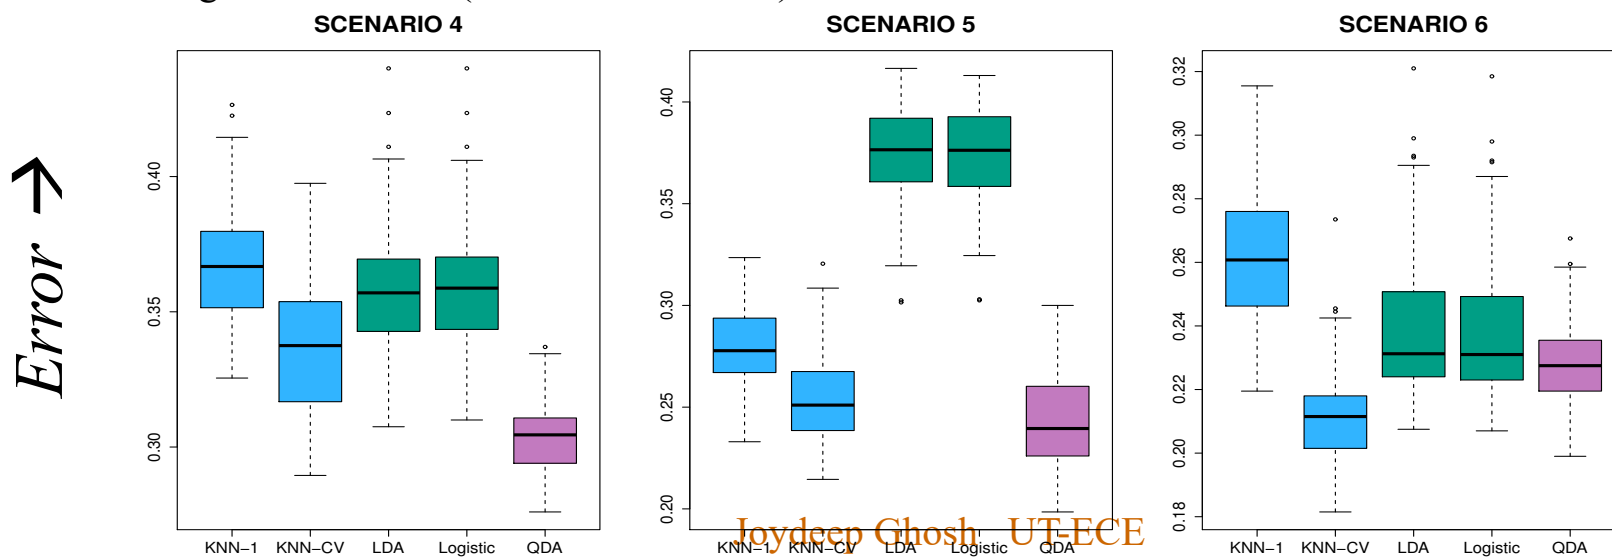 SCENARIO 4
SCENARIO 5
SCENARIO 6
Error →
0.40
0.35
0.30
KNN−1 KNN−CV LDA Logistic QDA
0.40
0.35
0.30
0.25
0.20
KNN−1 KNN−CV LDA Logistic QDA
0.32
0.30
0.28
0.26
0.24
0.22
0.20
0.18
KNN−1 KNN−CV LDA Logistic QDA
Joydeep Ghosh UT-ECE